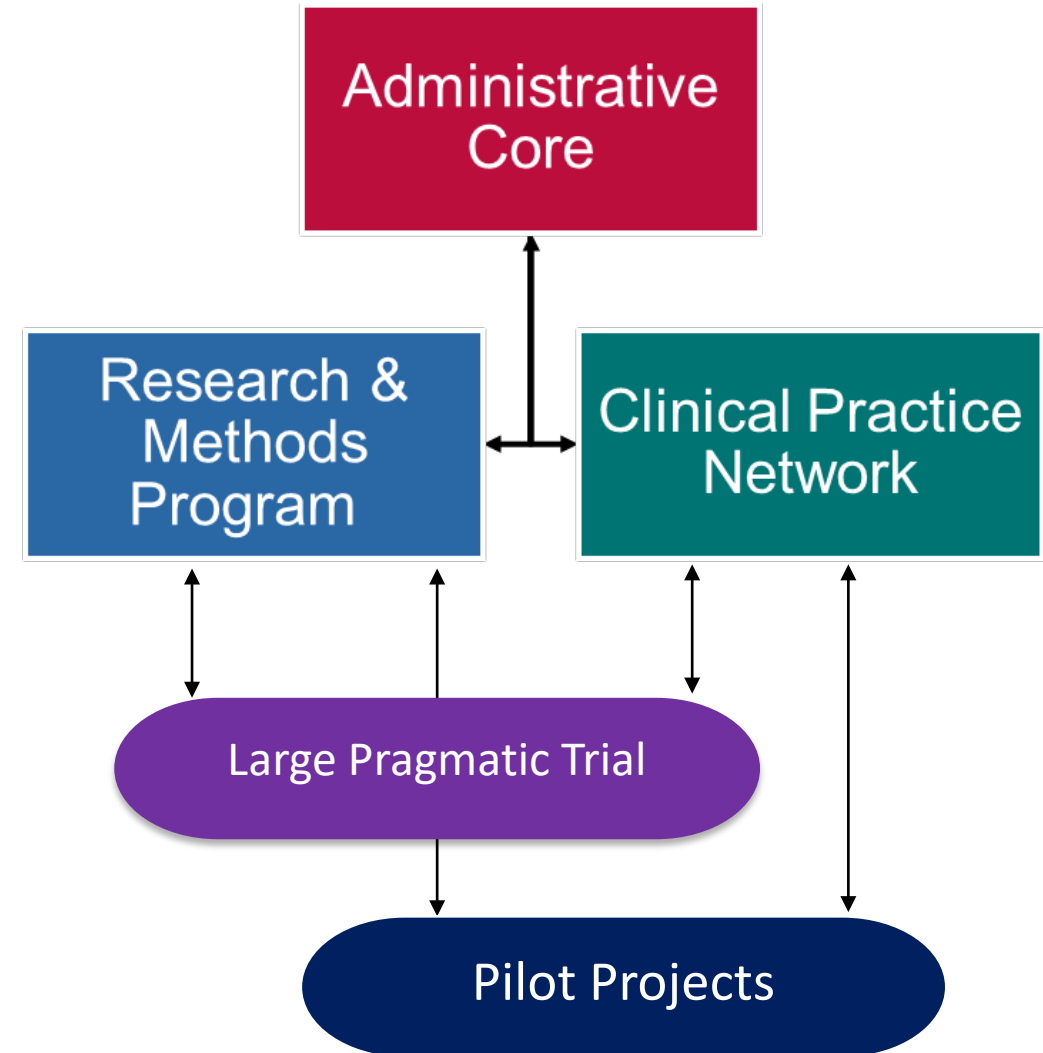 Administrative
Core
Research &
Methods
Program
Clinical Practice
Network
Large Pragmatic Trial
Pilot Projects